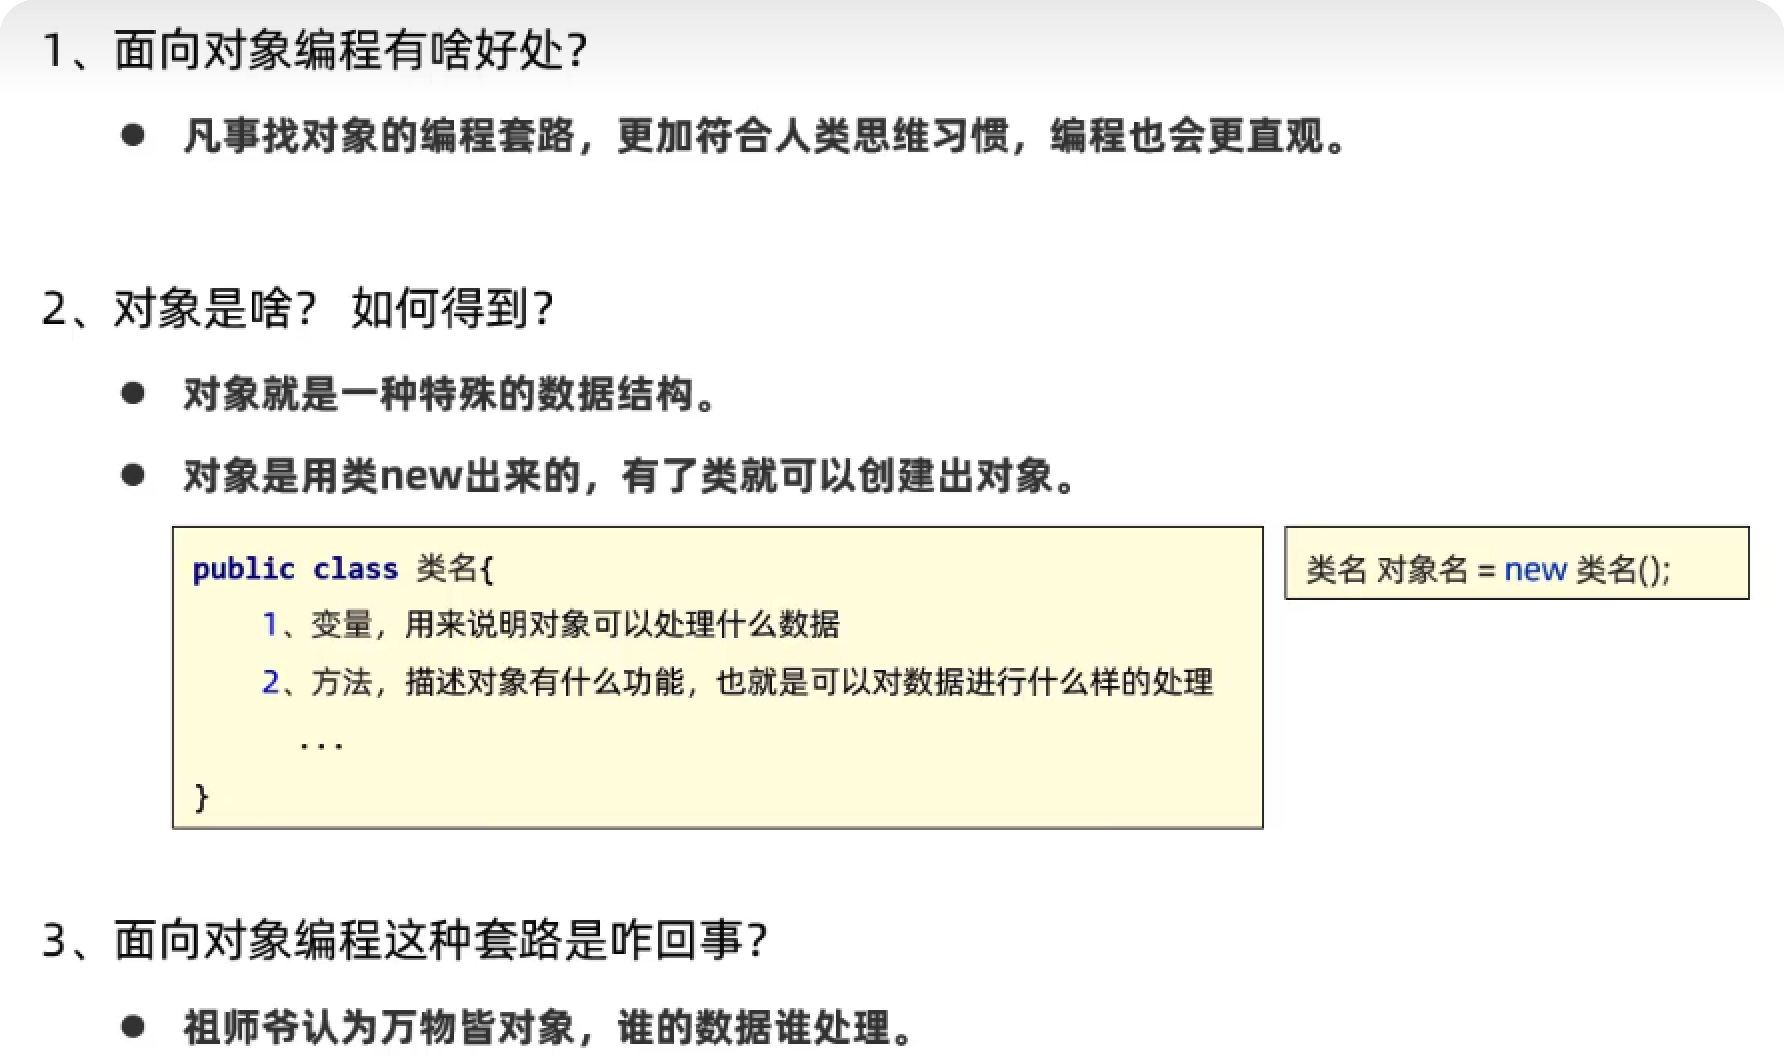 1、面向对象编程有啥好处？
● 凡事找对象的编程套路，更加符合人类思维习惯，编程也会更直观。
2、对象是啥？ 如何得到？
● 对象就是一种特殊的数据结构。
● 对象是用类new出来的，有了类就可以创建出对象。
public class 类名{
1、变量，用来说明对象可以处理什么数据
2、方法，描述对象有什么功能，也就是可以对数据进行什么样的处理
...
}
类名 对象名 = new 类名();
3、面向对象编程这种套路是咋回事？
● 祖师爷认为万物皆对象，谁的数据谁处理。